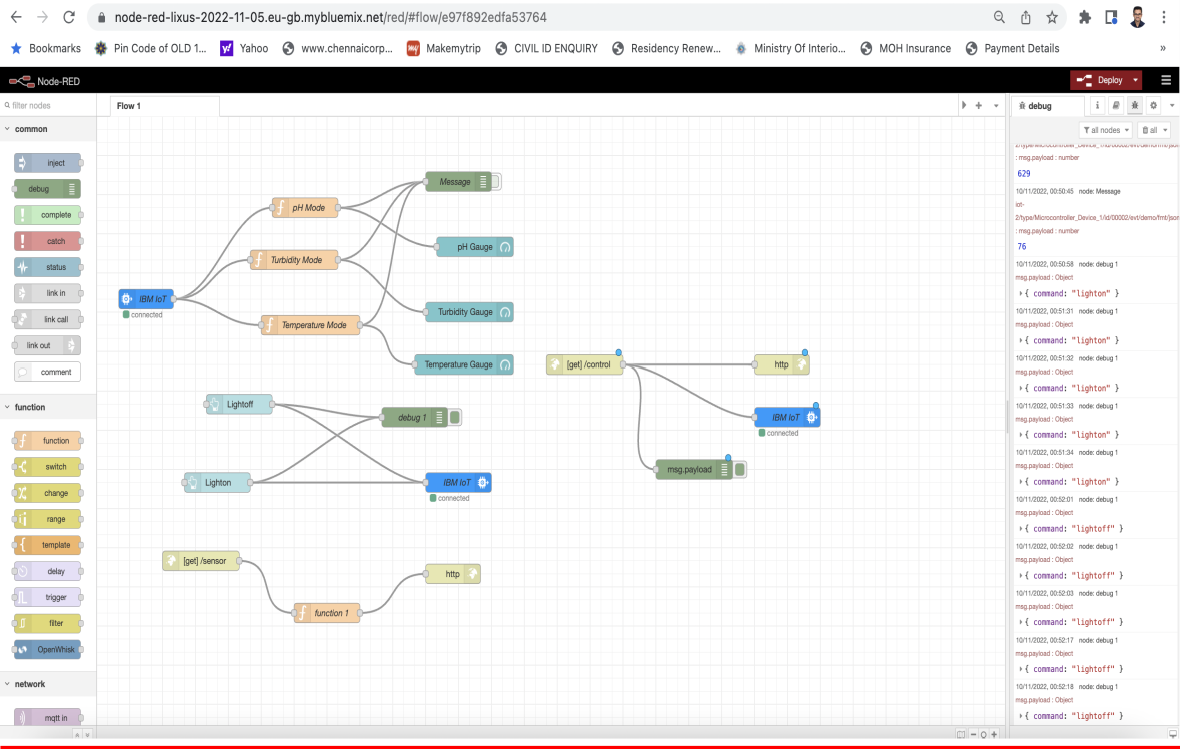 node-red-lixus-2022-11-05.eu-gb.mybluemix.net/red/#flow/e97f892edfa53764
Bookmarks Pin Code of OLD 1... Yahoo www.chennaicorp... Makemytrip CIVIL ID ENQUIRY Residency Renew... Ministry Of Interio... MOH Insurance Payment Details »
Node-RED Deploy
filter nodes
Flow 1
debug
all nodes all
common
inject
debug
complete
catch
status
link in
link call
link out
comment
function
function
switch
change
range
template
delay
trigger
filter
OpenWhisk
network
mqtt in
Message
pH Mode
pH Gauge
Turbidity Mode
IBM IoT
connected
Turbidity Gauge
Temperature Mode
Temperature Gauge
Lightoff
debug 1
Lighton
IBM IoT
connected
[get] /sensor
http
function 1
[get] /control
http
IBM IoT
connected
msg.payload
2/type/Microcontroller_Device_1/id/00002/evt/demo/fmt/json
: msg.payload : number
629
10/11/2022, 00:50:45 node: Message
iot-
2/type/Microcontroller_Device_1/id/00002/evt/demo/fmt/json
: msg.payload : number
76
10/11/2022, 00:50:58 node: debug 1
msg.payload : Object
{ command: "lighton" }
10/11/2022, 00:51:31 node: debug 1
msg.payload : Object
{ command: "lighton" }
10/11/2022, 00:51:32 node: debug 1
msg.payload : Object
{ command: "lighton" }
10/11/2022, 00:51:33 node: debug 1
msg.payload : Object
{ command: "lighton" }
10/11/2022, 00:51:34 node: debug 1
msg.payload : Object
{ command: "lighton" }
10/11/2022, 00:52:01 node: debug 1
msg.payload : Object
{ command: "lightoff" }
10/11/2022, 00:52:02 node: debug 1
msg.payload : Object
{ command: "lightoff" }
10/11/2022, 00:52:03 node: debug 1
msg.payload : Object
{ command: "lightoff" }
10/11/2022, 00:52:17 node: debug 1
msg.payload : Object
{ command: "lightoff" }
10/11/2022, 00:52:18 node: debug 1
msg.payload : Object
{ command: "lightoff" }